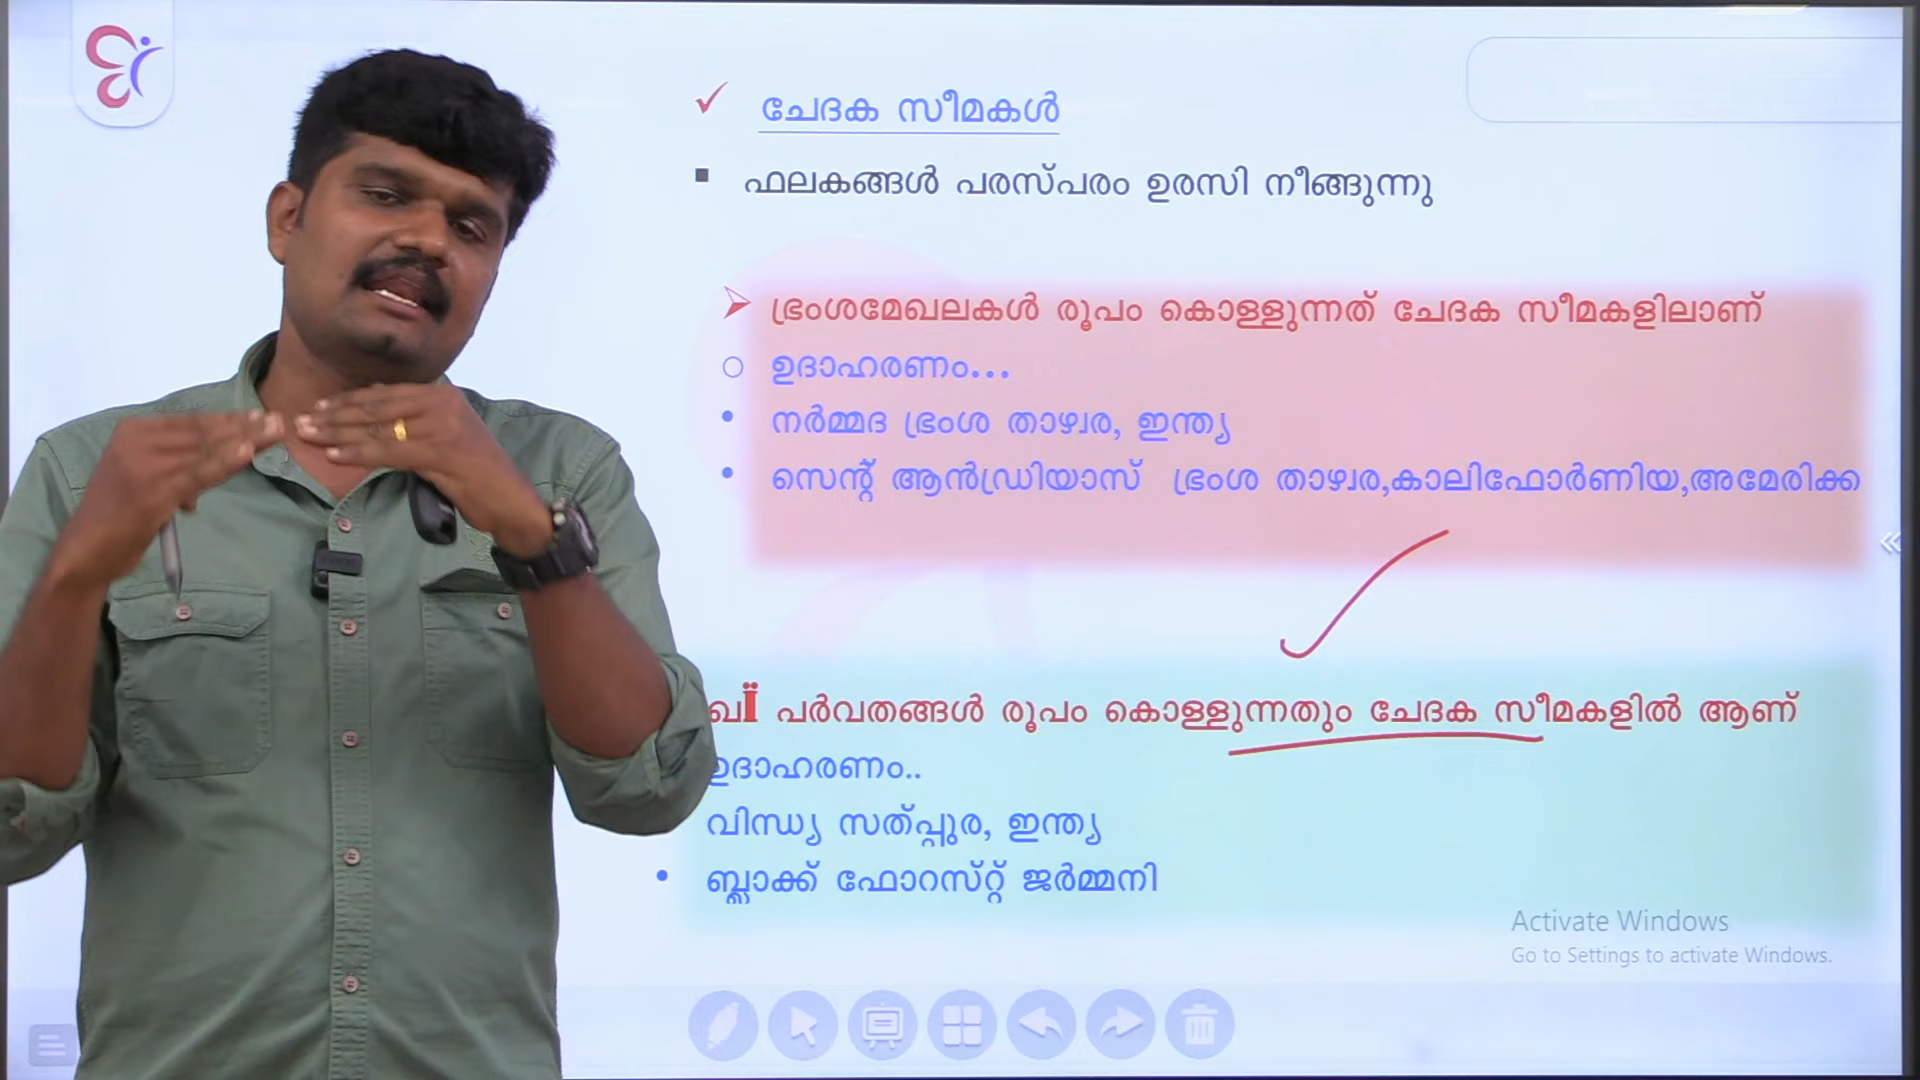 ചേദക സീമകൾ
ഫലകങ്ങൾ പരസ്പരം ഉരസി നീങ്ങുന്നു
ഭ്രംശമേഖലകൾ രൂപം കൊള്ളുന്നത് ചേദക സീമകളിലാണ്
ഉദാഹരണം...
നർമ്മദ ഭ്രംശ താഴ്വര, ഇന്ത്യ
സെന്റ് ആൻഡ്രിയാസ് ഭ്രംശ താഴ്വര,കാലിഫോർണിയ,അമേരിക്ക
പർവതങ്ങൾ രൂപം കൊള്ളുന്നതും ചേദക സീമകളിൽ ആണ്
ഉദാഹരണം..
വിന്ധ്യ സത്പ്പുര, ഇന്ത്യ
ബ്ലാക്ക് ഫോറസ്റ്റ് ജർമ്മനി
Activate Windows
Go to Settings to activate Windows.